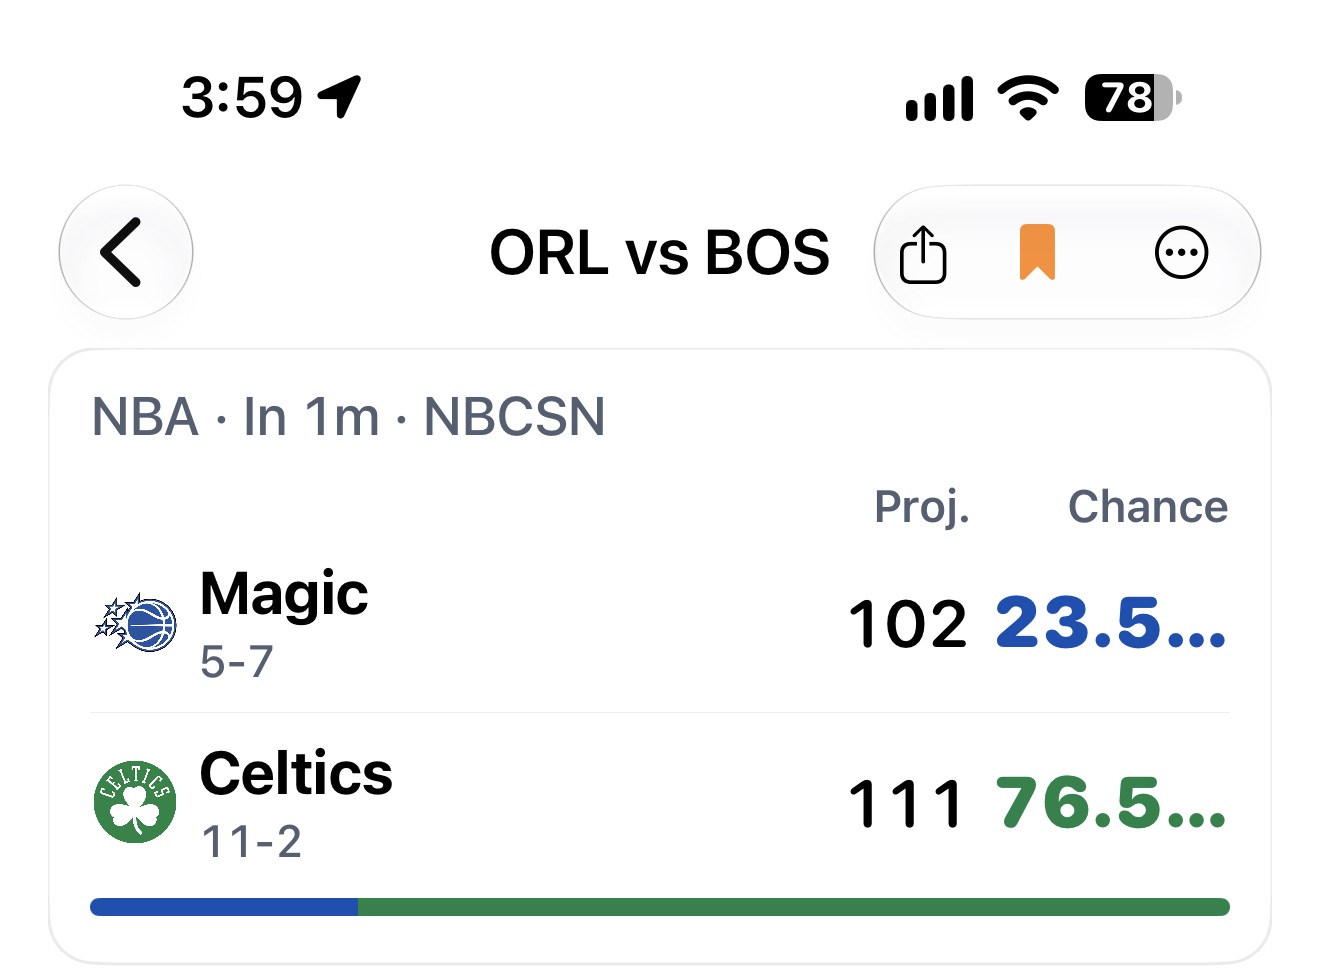 3:59 78
ORL vs BOS
NBA · In 1m · NBCSN
Proj. Chance
Magic
102 23.5...
5-7
CELTICS
Celtics
111 76.5...
11-2